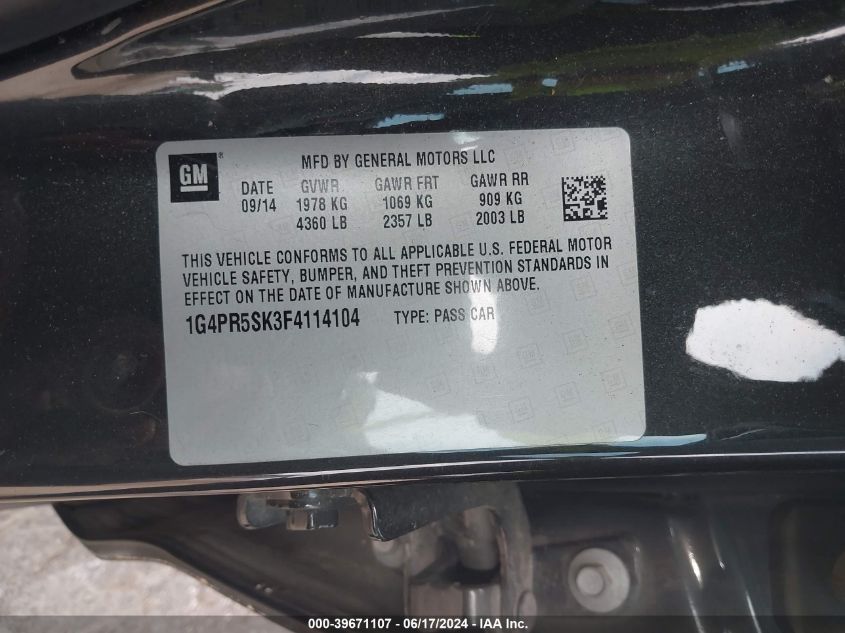 GM®
MFD BY GENERAL MOTORS LLC
DATE GVWR GAWR FRT GAWR RR
09/14 1978 KG 1069 KG 909 KG
4360 LB 2357 LB 2003 LB
THIS VEHICLE CONFORMS TO ALL APPLICABLE U.S. FEDERAL MOTOR
VEHICLE SAFETY, BUMPER, AND THEFT PREVENTION STANDARDS IN
EFFECT ON THE DATE OF MANUFACTURE SHOWN ABOVE.
1G4PR5SK3F4114104 TYPE: PASS CAR
000-39671107 - 06/17/2024 - IAA Inc.